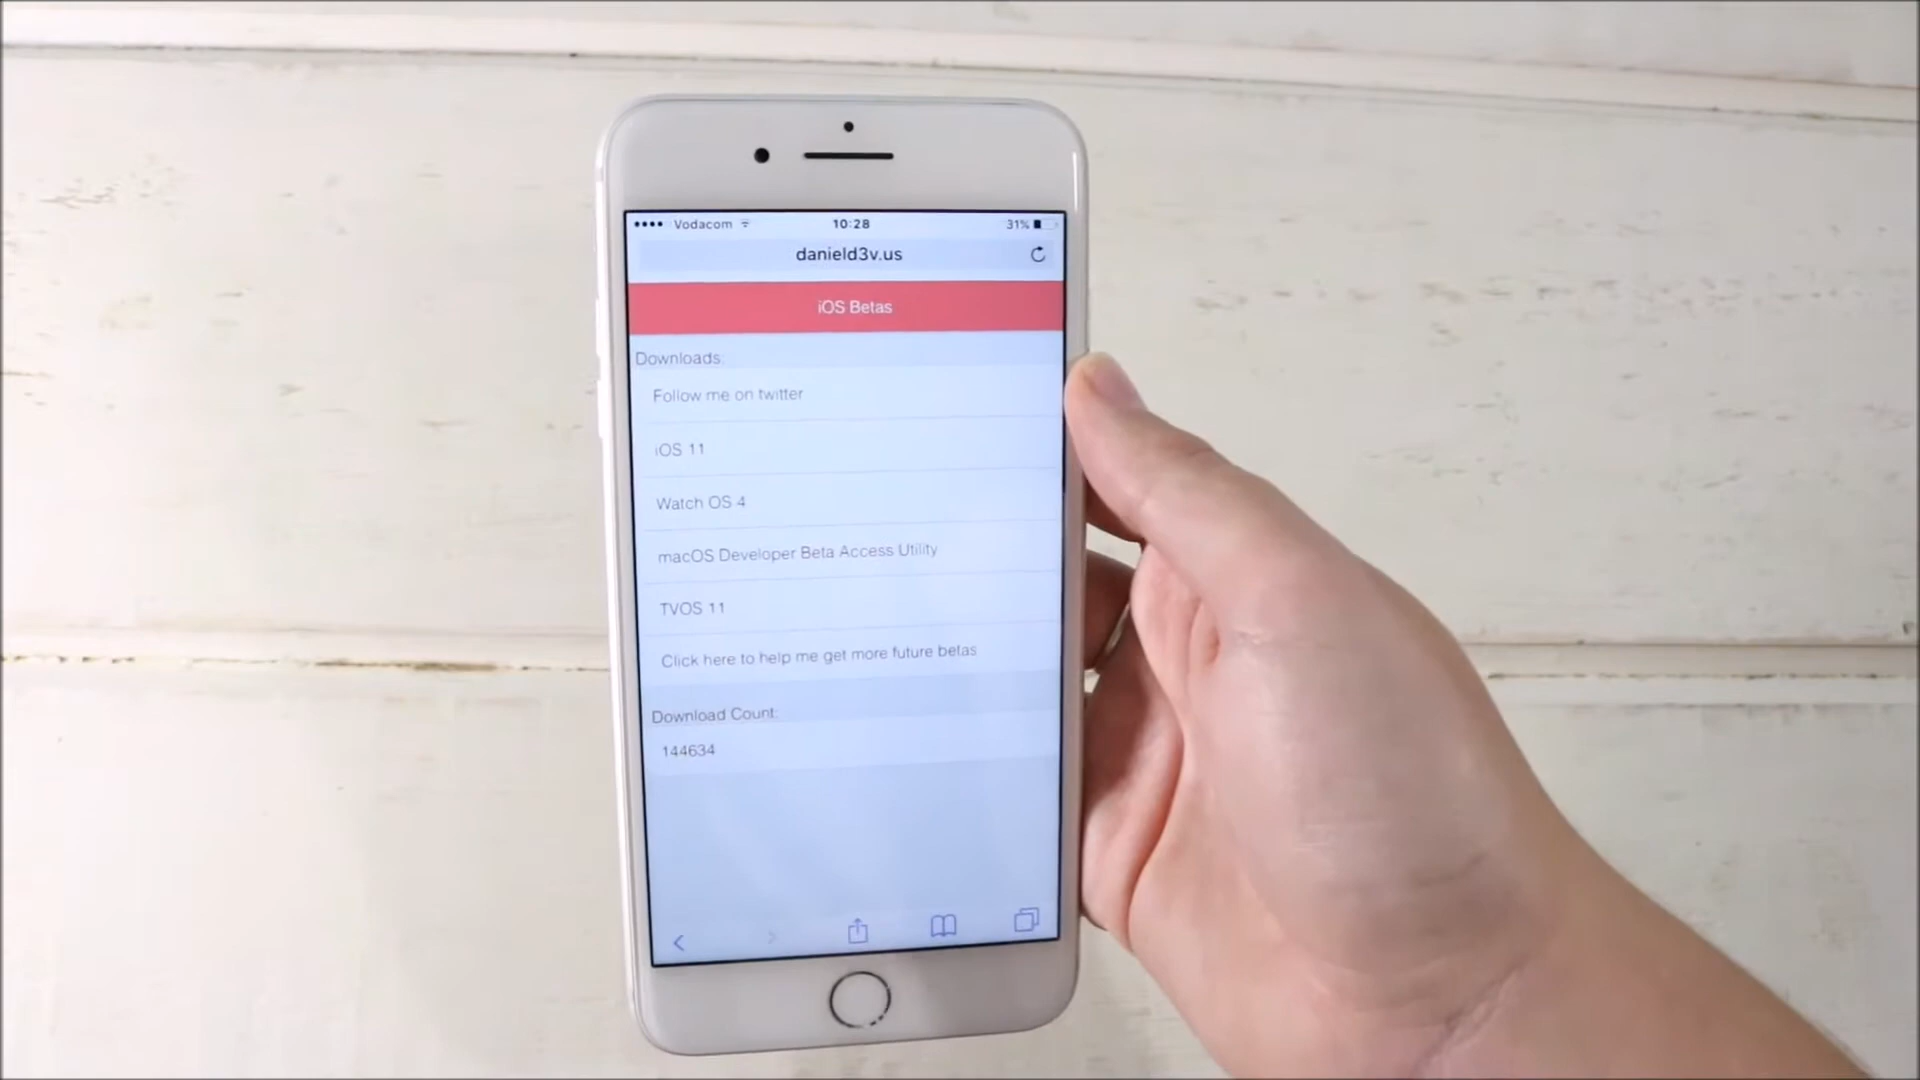 Vodacom 10:28 31%
danield3v.us
iOS Betas
Downloads:
Follow me on twitter
iOS 11
Watch OS 4
macOS Developer Beta Access Utility
TVOS 11
Click here to help me get more future betas
Download Count:
144634